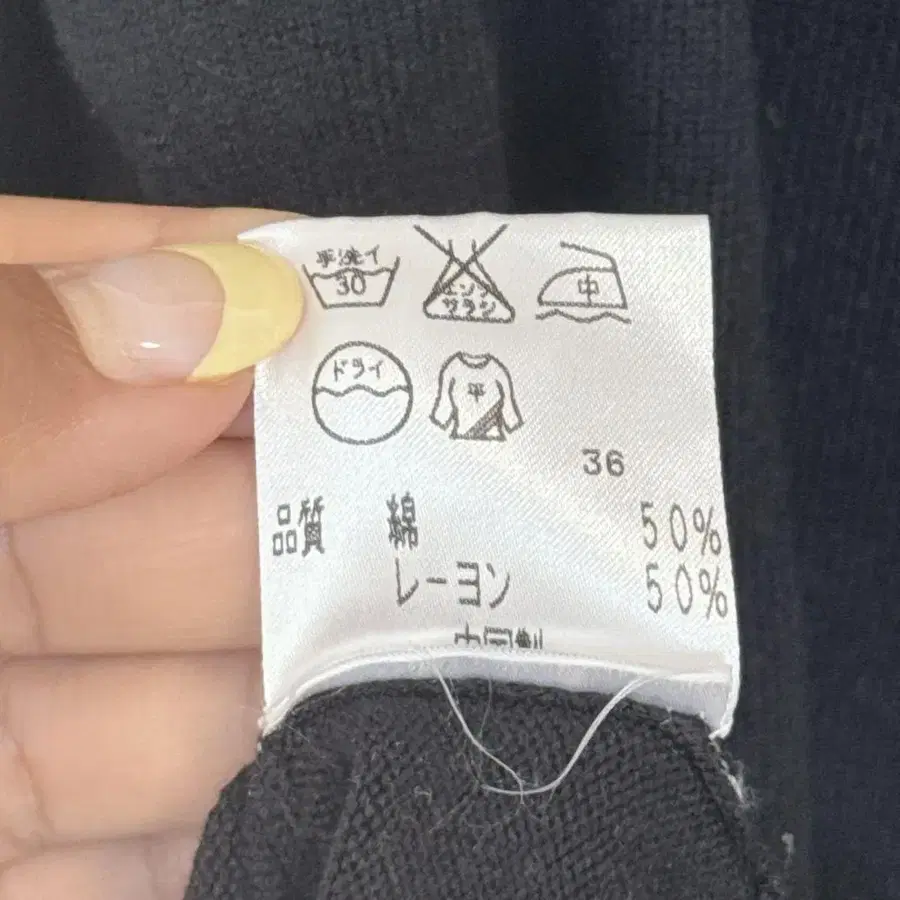 手洗イ 30
エンソ サラシ 中
ドライ 平
36
品質 綿 50%
レーヨン 50%